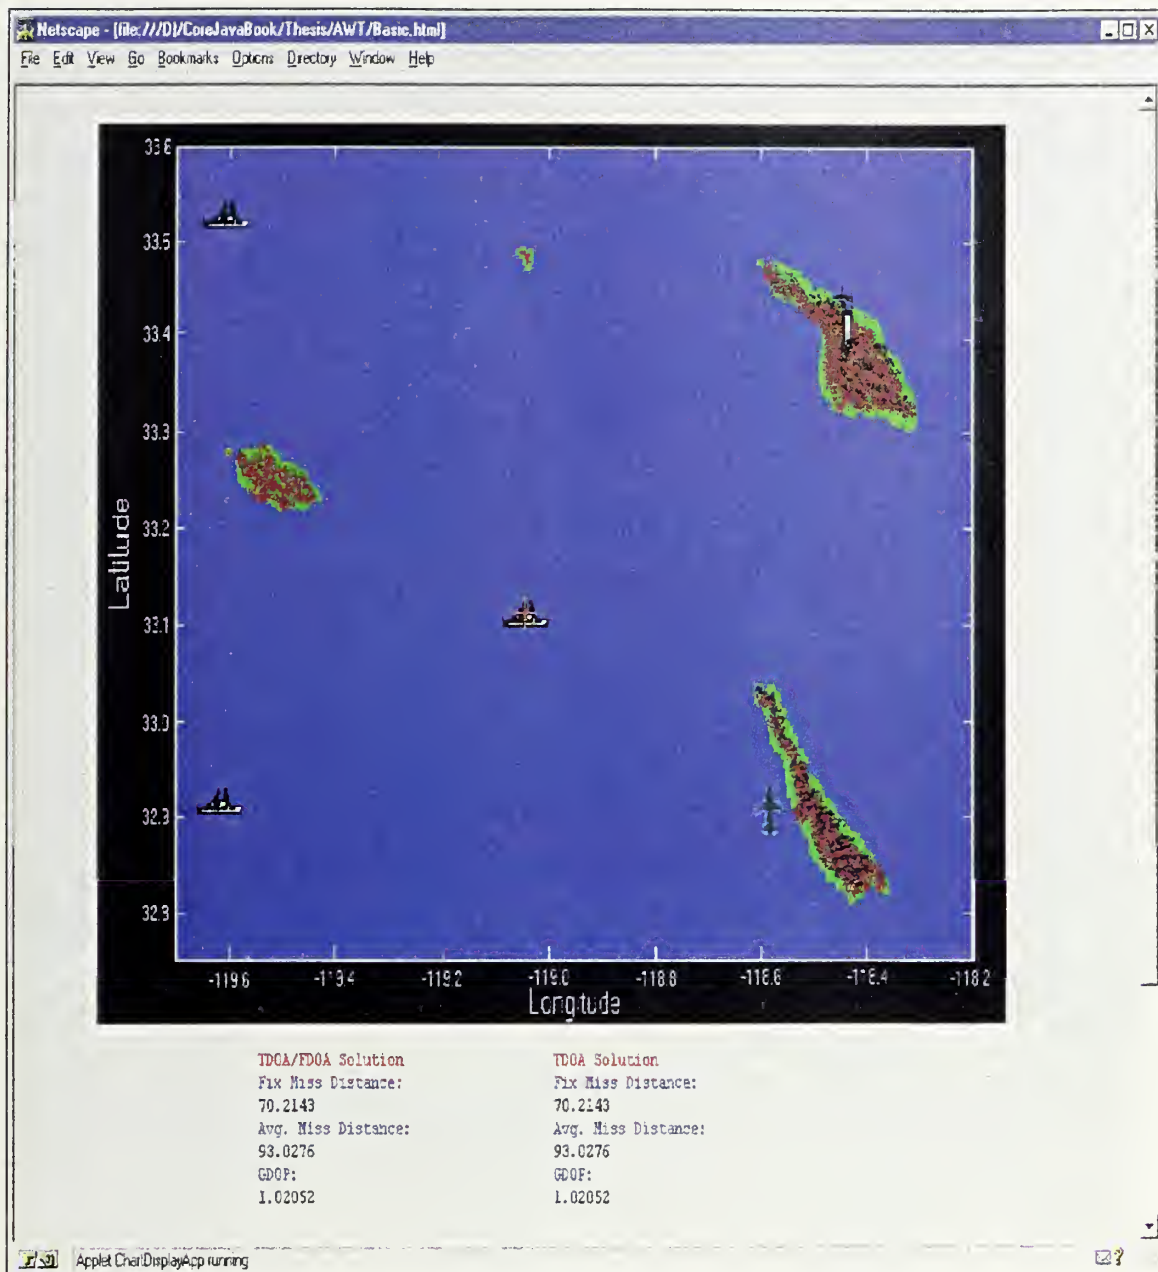 Netscape - [file:///D|/CoreJavaBook/Thesis/AWT/Basic.html]
File Edit View Go Bookmarks Options Directory Window Help
33.6
33.5
33.4
33.3
33.2
33.1
33.0
32.9
32.8
Latitude
-119.6 -119.4 -119.2 -119.0 -118.8 -118.6 -118.4 -118.2
Longitude
TDOA/FDOA Solution TDOA Solution
Fix Miss Distance: Fix Miss Distance:
70.2143 70.2143
Avg. Miss Distance: Avg. Miss Distance:
93.0276 93.0276
GDOP: GDOP:
1.02052 1.02052
Applet ChartDisplayApp running